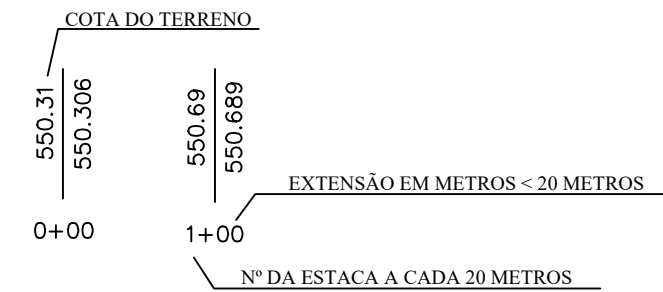 COTA DO TERRENO
550.31
550.306
550.69
550.689
EXTENSÃO EM METROS < 20 METROS
0+00
1+00
Nº DA ESTACA A CADA 20 METROS